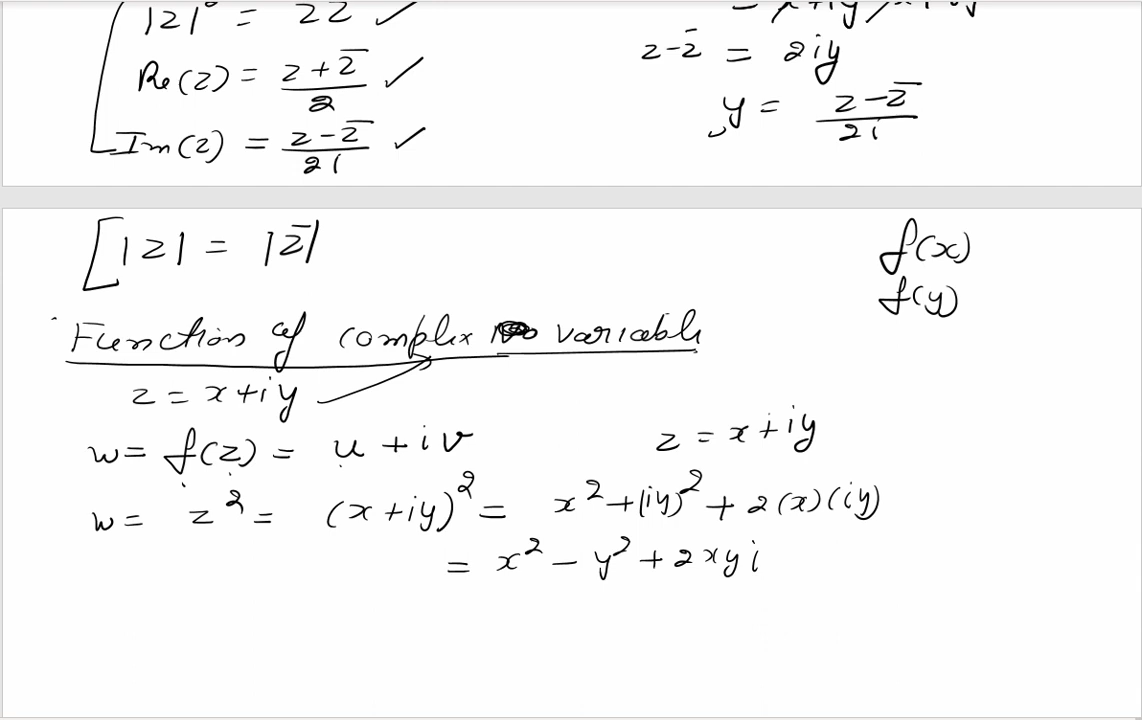 |z|² = z z̅ ✓
Re(z) = (z + z̅)/2 ✓
Im(z) = (z - z̅)/2i ✓
z - z̅ = 2iy
y = (z - z̅)/2i
[|z| = |z̅|
f(x)
f(y)
Function of complex variable
z = x + iy
w = f(z) = u + iv
z = x + iy
w = z² = (x + iy)² = x² + (iy)² + 2(x)(iy)
= x² - y² + 2xyi